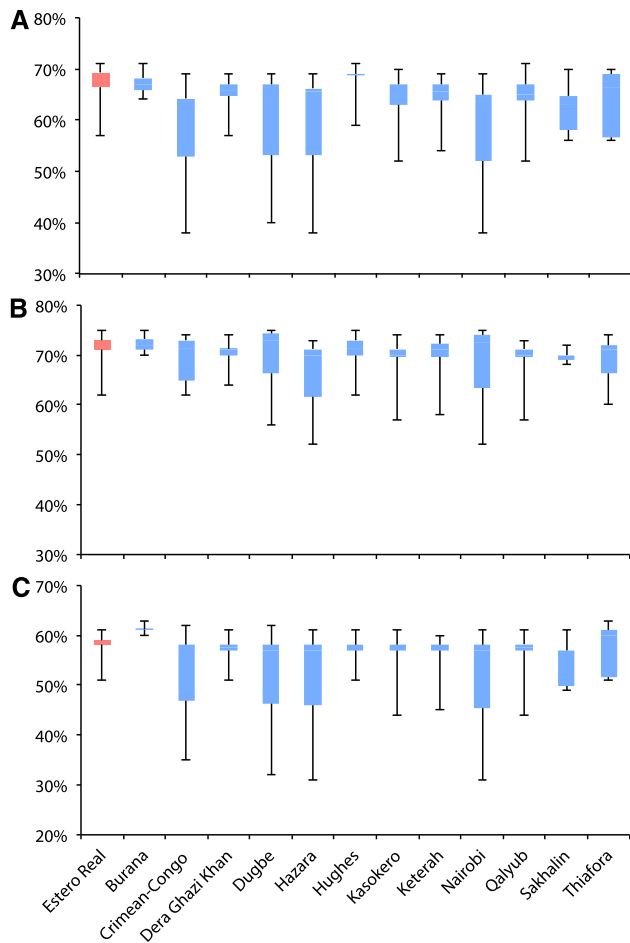 A
80%
70%
60%
50%
40%
30%
B
80%
70%
60%
50%
40%
30%
C
70%
60%
50%
40%
30%
20%
Estero Real
Burana
Crimean-Congo
Dera Ghazi Khan
Dugbe
Hazara
Hughes
Kasokero
Keterah
Nairobi
Qalyub
Sakhalin
Thiafora